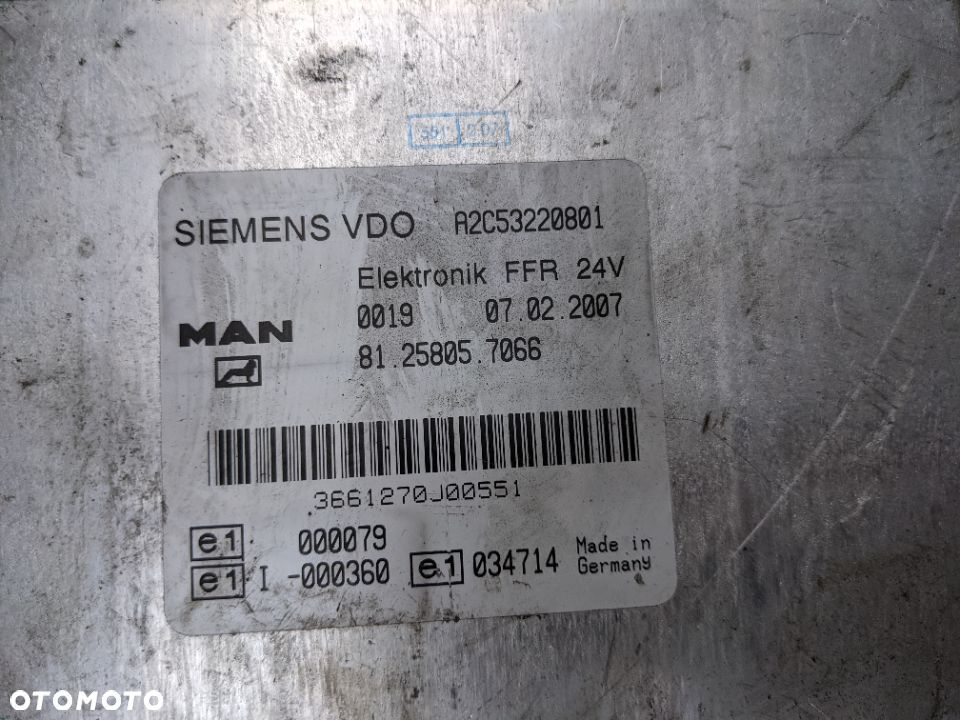 SIEMENS VDO A2C53220801
Elektronik FFR 24V
0019 07.02.2007
MAN
81.25805.7066
3661270J00551
e1 000079
e1 I -000360 e1 034714 Made in
Germany
OTOMOTO